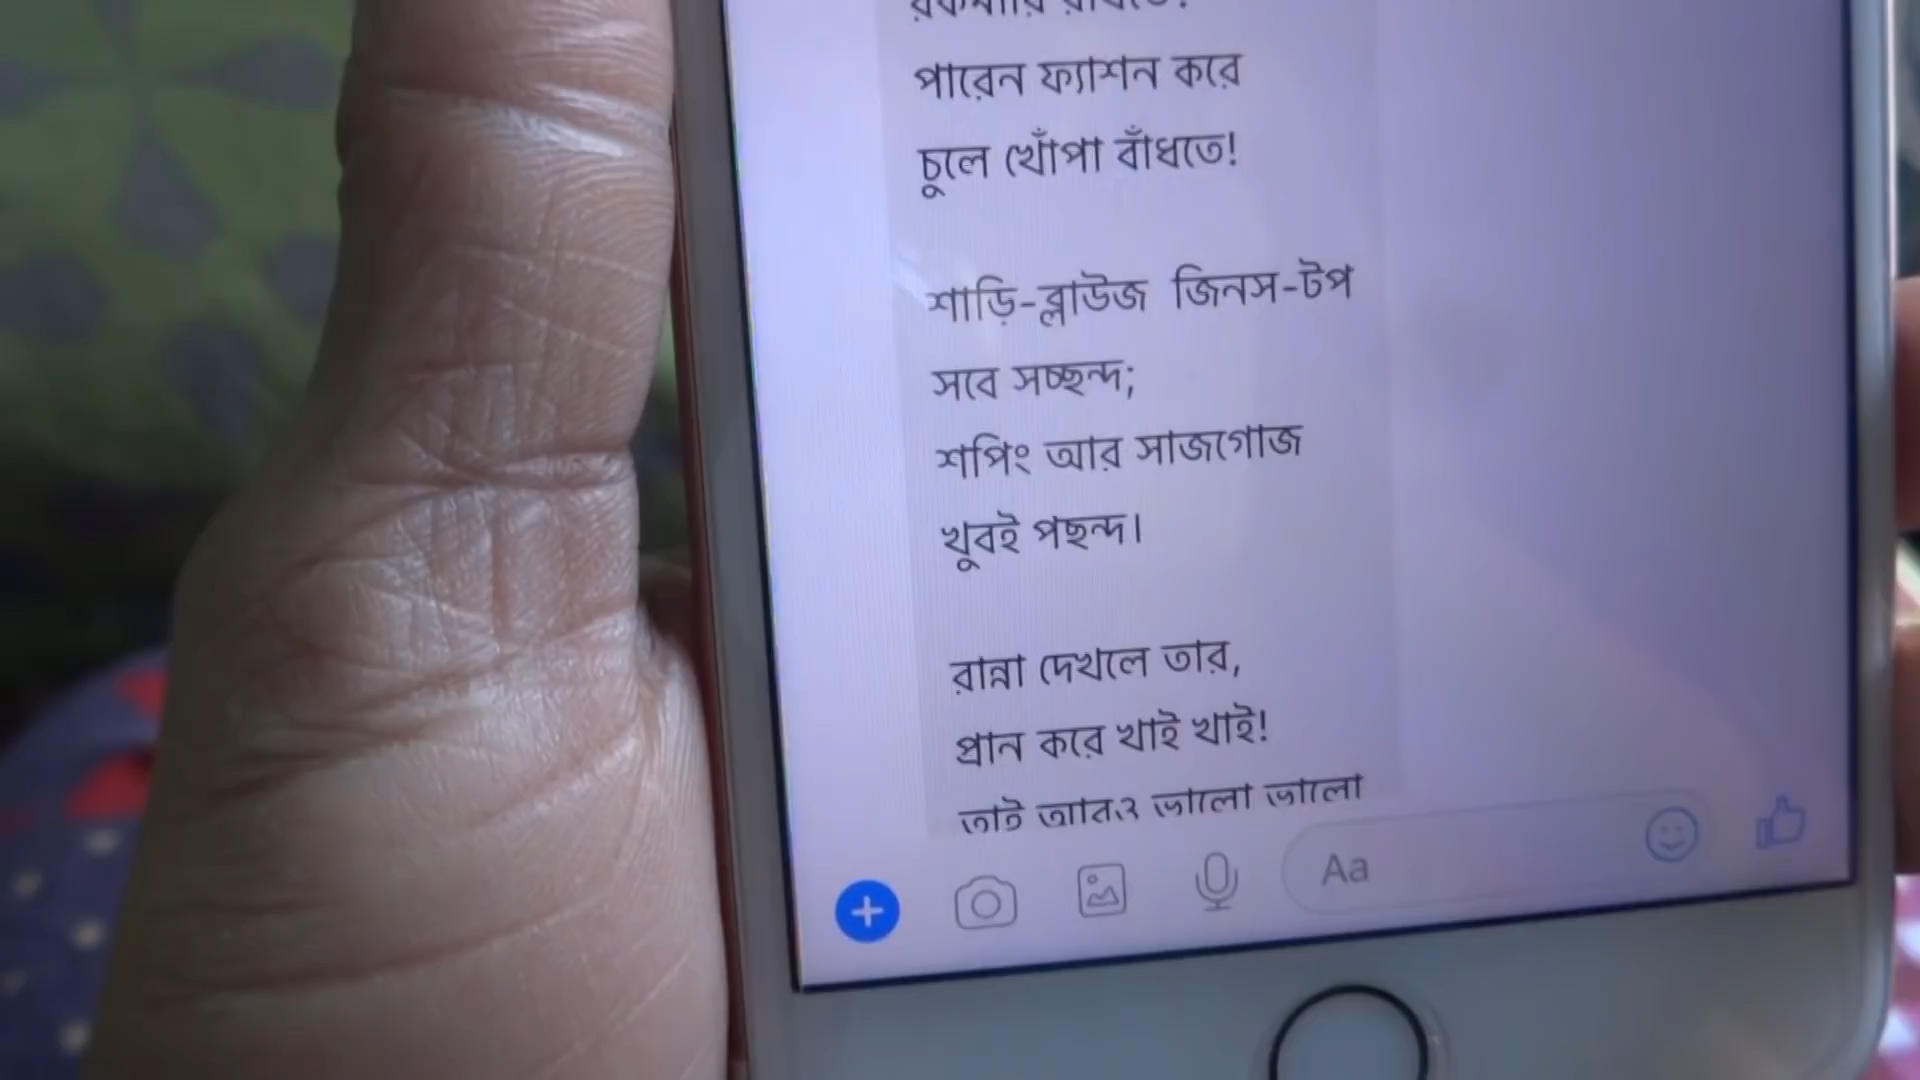 পারেন ফ্যাশন করে
চুলে খোঁপা বাঁধতে!
শাড়ি-ব্লাউজ জিনস-টপ
সবে সচ্ছন্দ;
শপিং আর সাজগোজ
খুবই পছন্দ।
রান্না দেখলে তার,
প্রান করে খাই খাই!
ভালো ভালো
Aa